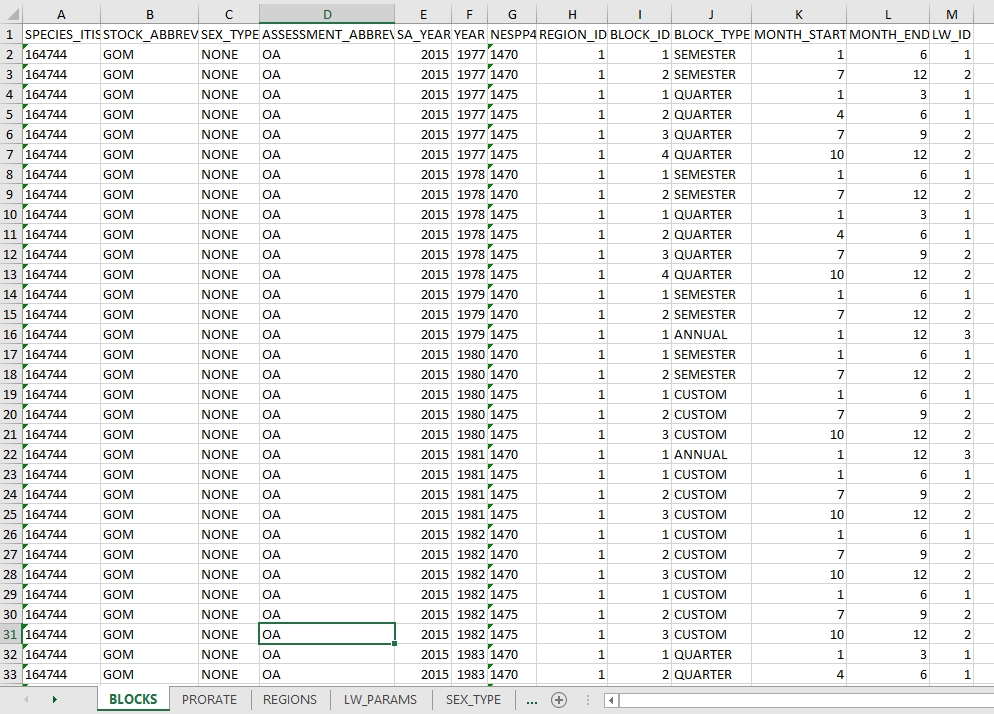 A B C D E F G H I J K L M
1 SPECIES_ITIS STOCK_ABBREV SEX_TYPE ASSESSMENT_ABBREV SA_YEAR YEAR NESPP4 REGION_ID BLOCK_ID BLOCK_TYPE MONTH_START MONTH_END LW_ID
2 164744 GOM NONE OA 2015 1977 1470 1 1 SEMESTER 1 6 1
3 164744 GOM NONE OA 2015 1977 1470 1 2 SEMESTER 7 12 2
4 164744 GOM NONE OA 2015 1977 1475 1 1 QUARTER 1 3 1
5 164744 GOM NONE OA 2015 1977 1475 1 2 QUARTER 4 6 1
6 164744 GOM NONE OA 2015 1977 1475 1 3 QUARTER 7 9 2
7 164744 GOM NONE OA 2015 1977 1475 1 4 QUARTER 10 12 2
8 164744 GOM NONE OA 2015 1978 1470 1 1 SEMESTER 1 6 1
9 164744 GOM NONE OA 2015 1978 1470 1 2 SEMESTER 7 12 2
10 164744 GOM NONE OA 2015 1978 1475 1 1 QUARTER 1 3 1
11 164744 GOM NONE OA 2015 1978 1475 1 2 QUARTER 4 6 1
12 164744 GOM NONE OA 2015 1978 1475 1 3 QUARTER 7 9 2
13 164744 GOM NONE OA 2015 1978 1475 1 4 QUARTER 10 12 2
14 164744 GOM NONE OA 2015 1979 1470 1 1 SEMESTER 1 6 1
15 164744 GOM NONE OA 2015 1979 1470 1 2 SEMESTER 7 12 2
16 164744 GOM NONE OA 2015 1979 1475 1 1 ANNUAL 1 12 3
17 164744 GOM NONE OA 2015 1980 1470 1 1 SEMESTER 1 6 1
18 164744 GOM NONE OA 2015 1980 1470 1 2 SEMESTER 7 12 2
19 164744 GOM NONE OA 2015 1980 1475 1 1 CUSTOM 1 6 1
20 164744 GOM NONE OA 2015 1980 1475 1 2 CUSTOM 7 9 2
21 164744 GOM NONE OA 2015 1980 1475 1 3 CUSTOM 10 12 2
22 164744 GOM NONE OA 2015 1981 1470 1 1 ANNUAL 1 12 3
23 164744 GOM NONE OA 2015 1981 1475 1 1 CUSTOM 1 6 1
24 164744 GOM NONE OA 2015 1981 1475 1 2 CUSTOM 7 9 2
25 164744 GOM NONE OA 2015 1981 1475 1 3 CUSTOM 10 12 2
26 164744 GOM NONE OA 2015 1982 1470 1 1 CUSTOM 1 6 1
27 164744 GOM NONE OA 2015 1982 1470 1 2 CUSTOM 7 9 2
28 164744 GOM NONE OA 2015 1982 1470 1 3 CUSTOM 10 12 2
29 164744 GOM NONE OA 2015 1982 1475 1 1 CUSTOM 1 6 1
30 164744 GOM NONE OA 2015 1982 1475 1 2 CUSTOM 7 9 2
31 164744 GOM NONE OA 2015 1982 1475 1 3 CUSTOM 10 12 2
32 164744 GOM NONE OA 2015 1983 1470 1 1 QUARTER 1 3 1
33 164744 GOM NONE OA 2015 1983 1470 1 2 QUARTER 4 6 1
BLOCKS PRORATE REGIONS LW_PARAMS SEX_TYPE ...